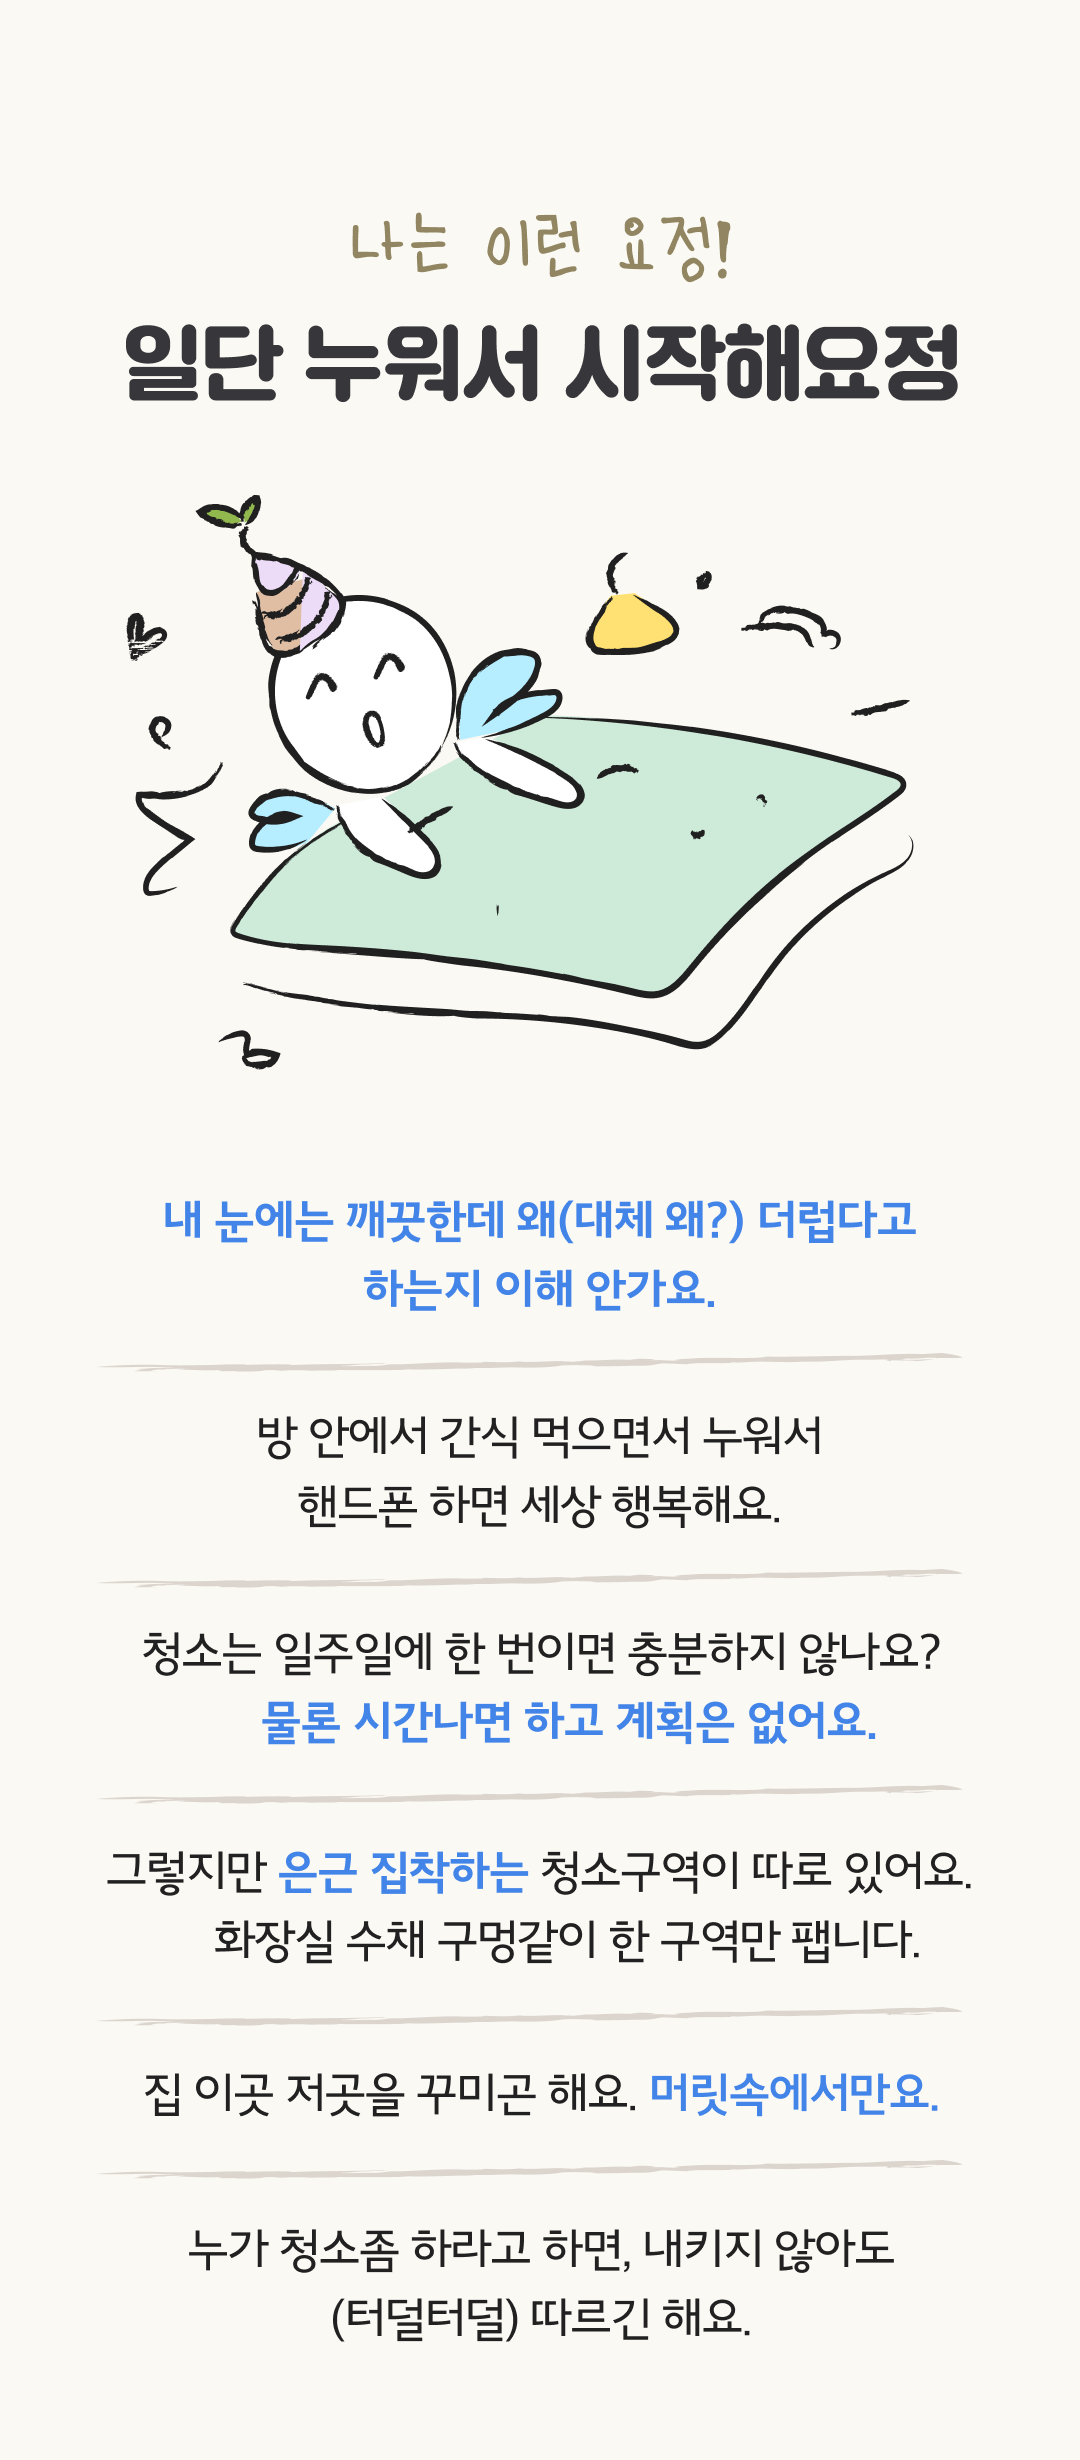 나는 이런 요정!
일단 누워서 시작해요정
내 눈에는 깨끗한데 왜(대체 왜?) 더럽다고
하는지 이해 안가요.
방 안에서 간식 먹으면서 누워서
핸드폰 하면 세상 행복해요.
청소는 일주일에 한 번이면 충분하지 않나요?
물론 시간나면 하고 계획은 없어요.
그렇지만 은근 집착하는 청소구역이 따로 있어요.
화장실 수채 구멍같이 한 구역만 팹니다.
집 이곳 저곳을 꾸미곤 해요. 머릿속에서만요.
누가 청소좀 하라고 하면, 내키지 않아도
(터덜터덜) 따르긴 해요.